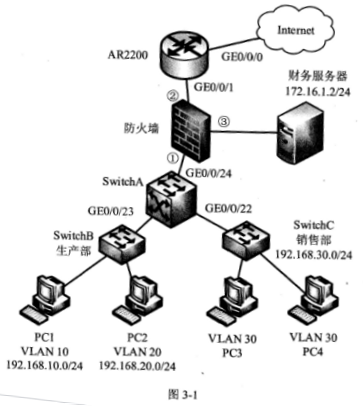 Internet
AR2200
GE0/0/0
GE0/0/1
财务服务器
172.16.1.2/24
②
防火墙
③
①
GE0/0/24
SwitchA
GE0/0/23
GE0/0/22
SwitchB
生产部
SwitchC
销售部
192.168.30.0/24
PC1
VLAN 10
192.168.10.0/24
PC2
VLAN 20
192.168.20.0/24
VLAN 30
PC3
VLAN 30
PC4
图 3-1